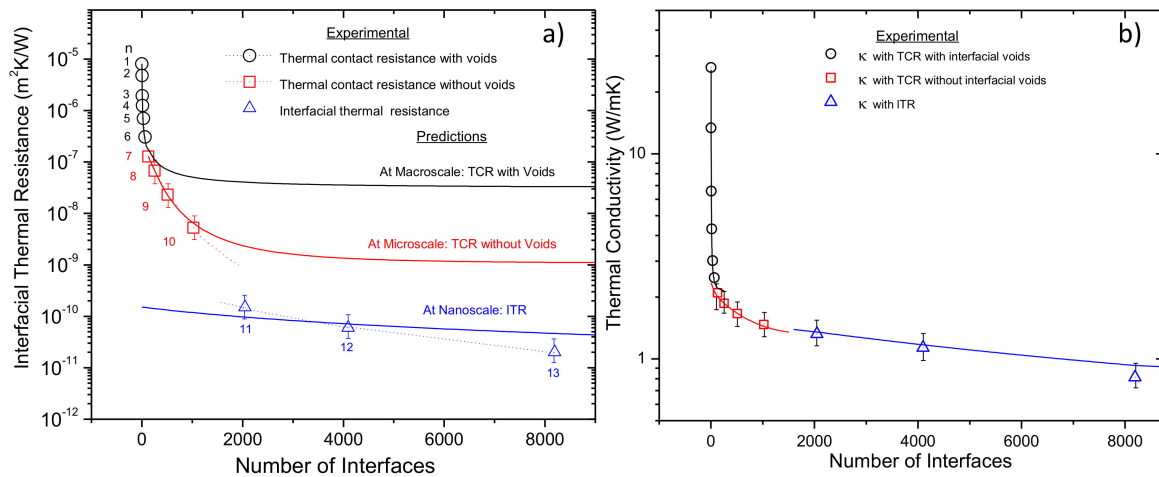 a)
Experimental
Thermal contact resistance with voids
Thermal contact resistance without voids
Interfacial thermal resistance
Predictions
At Macroscale: TCR with Voids
At Microscale: TCR without Voids
At Nanoscale: ITR
n
1
2
3
4
5
6
7
8
9
10
11
12
13
10⁻⁵
10⁻⁶
10⁻⁷
10⁻⁸
10⁻⁹
10⁻¹⁰
10⁻¹¹
10⁻¹²
Interfacial Thermal Resistance (m²K/W)
0 2000 4000 6000 8000
Number of Interfaces
b)
Experimental
κ with TCR with interfacial voids
κ with TCR without interfacial voids
κ with ITR
10
1
Thermal Conductivity (W/mK)
0 2000 4000 6000 8000
Number of Interfaces